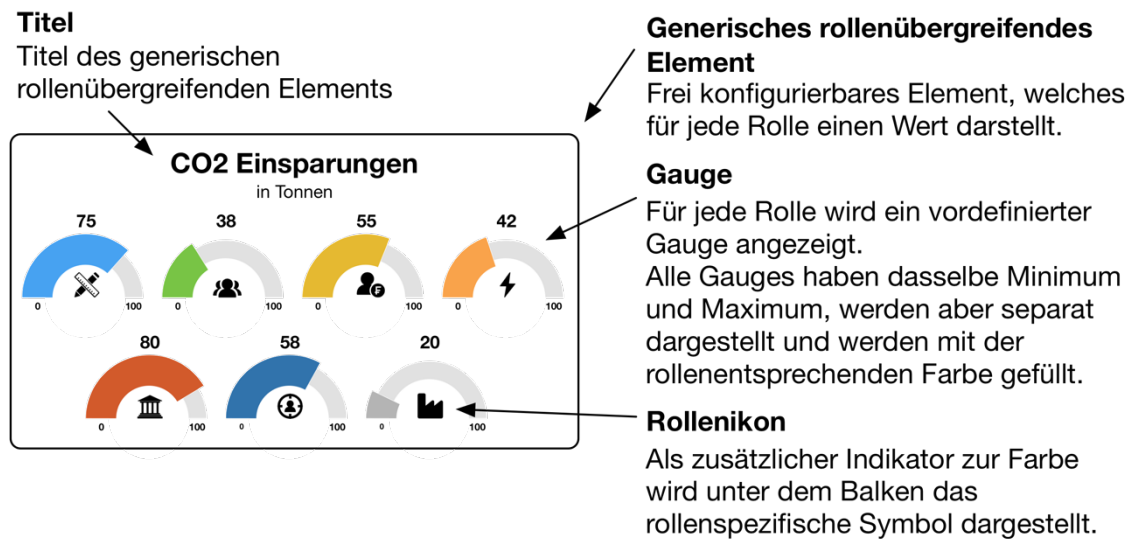 Titel
Titel des generischen
rollenübergreifenden Elements
CO2 Einsparungen
in Tonnen
75
38
55
42
0
100
0
100
F
0
100
0
100
80
58
20
0
100
0
100
0
100
Generisches rollenübergreifendes
Element
Frei konfigurierbares Element, welches
für jede Rolle einen Wert darstellt.
Gauge
Für jede Rolle wird ein vordefinierter
Gauge angezeigt.
Alle Gauges haben dasselbe Minimum
und Maximum, werden aber separat
dargestellt und werden mit der
rollenentsprechenden Farbe gefüllt.
Rollenikon
Als zusätzlicher Indikator zur Farbe
wird unter dem Balken das
rollenspezifische Symbol dargestellt.